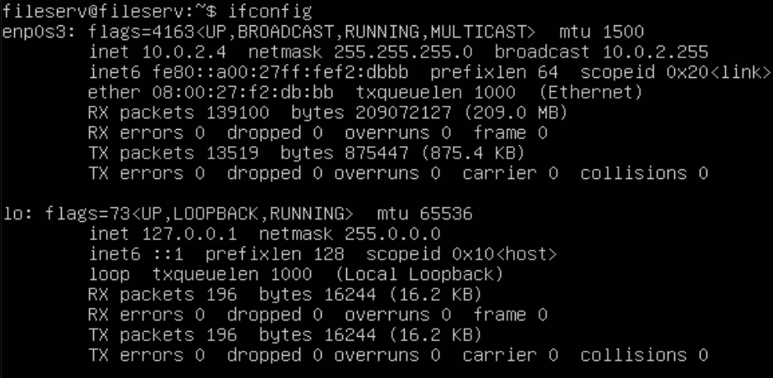 fileserv@fileserv:~$ ifconfig
enp0s3: flags=4163<UP,BROADCAST,RUNNING,MULTICAST>  mtu 1500
        inet 10.0.2.4  netmask 255.255.255.0  broadcast 10.0.2.255
        inet6 fe80::a00:27ff:fef2:dbbb  prefixlen 64  scopeid 0x20<link>
        ether 08:00:27:f2:db:bb  txqueuelen 1000  (Ethernet)
        RX packets 139100  bytes 209072127 (209.0 MB)
        RX errors 0  dropped 0  overruns 0  frame 0
        TX packets 13519  bytes 875447 (875.4 KB)
        TX errors 0  dropped 0 overruns 0  carrier 0  collisions 0

lo: flags=73<UP,LOOPBACK,RUNNING>  mtu 65536
        inet 127.0.0.1  netmask 255.0.0.0
        inet6 ::1  prefixlen 128  scopeid 0x10<host>
        loop  txqueuelen 1000  (Local Loopback)
        RX packets 196  bytes 16244 (16.2 KB)
        RX errors 0  dropped 0  overruns 0  frame 0
        TX packets 196  bytes 16244 (16.2 KB)
        TX errors 0  dropped 0 overruns 0  carrier 0  collisions 0